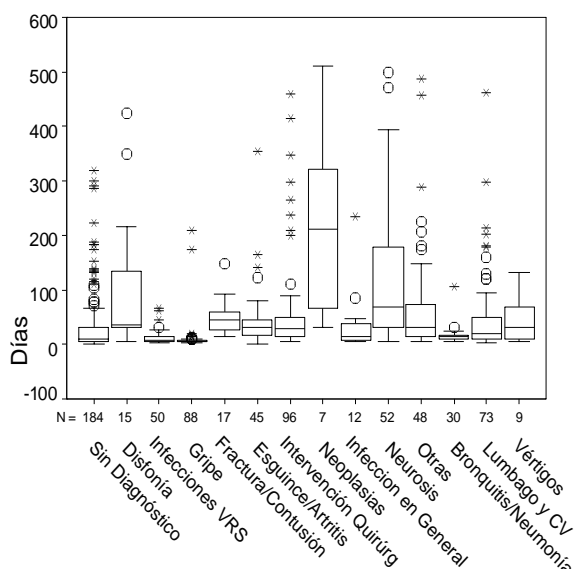 600
500
400
300
200
100
0
-100
Días
N = 184 15 50 88 17 45 96 7 12 52 48 30 73 9
Sin Diagnóstico
Disfonía
Infecciones VRS
Gripe
Fractura/Contusión
Esguince/Artritis
Intervención Quirúrg
Neoplasias
Infeccion en General
Neurosis
Otras
Bronquitis/Neumonía
Lumbago y CV
Vértigos